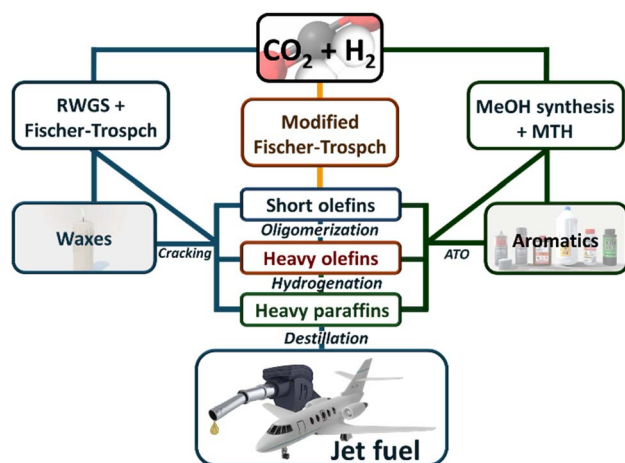 CO2 + H2
RWGS +
Fischer-Trospch
Modified
Fischer-Trospch
MeOH synthesis
+ MTH
Short olefins
Oligomerization
Waxes
Cracking
Heavy olefins
ATO
Aromatics
Hydrogenation
Heavy paraffins
Destillation
Jet fuel